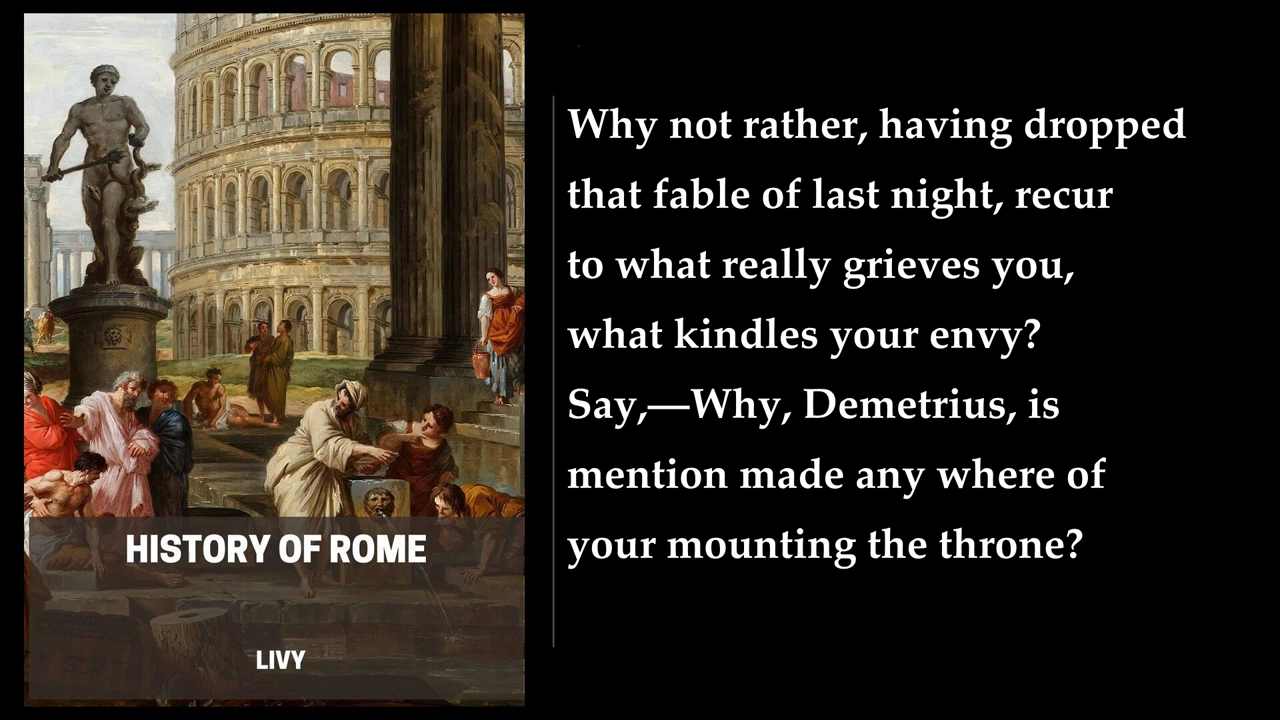 HISTORY OF ROME
LIVY
Why not rather, having dropped
that fable of last night, recur
to what really grieves you,
what kindles your envy?
Say,—Why, Demetrius, is
mention made any where of
your mounting the throne?